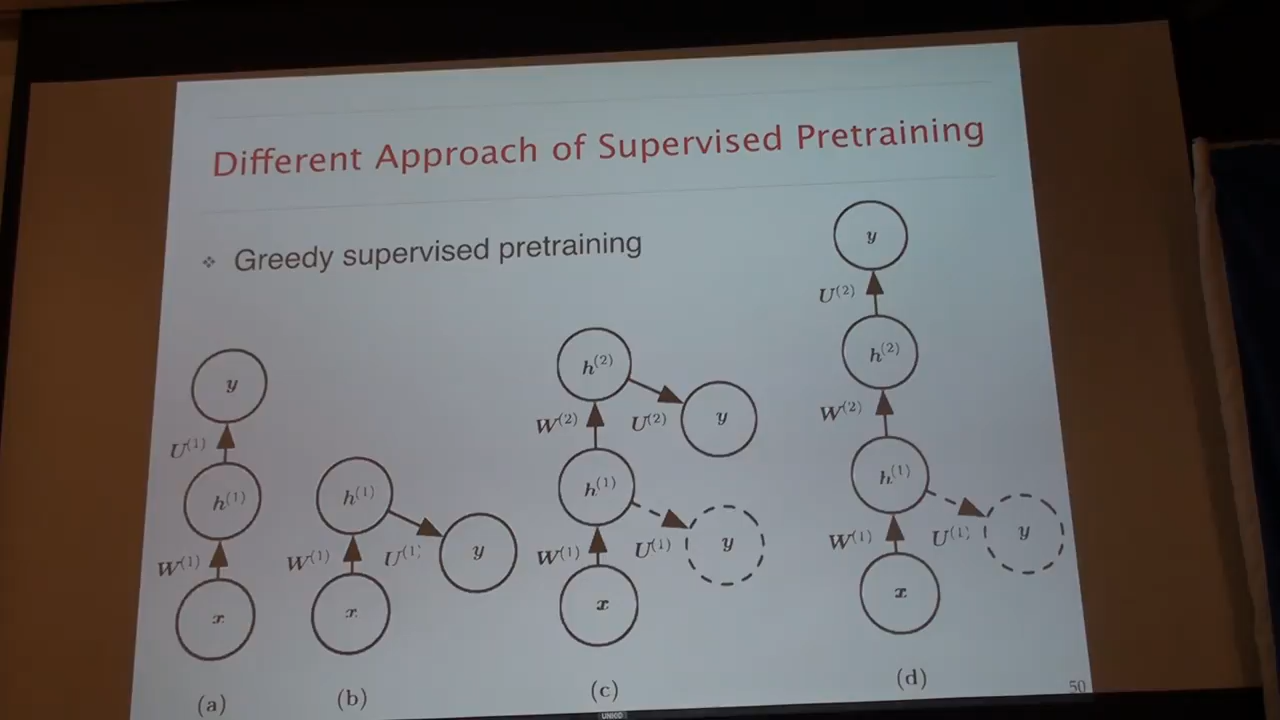 Different Approach of Supervised Pretraining
❖ Greedy supervised pretraining
y
U(1)
h(1)
W(1)
x
(a)
h(1)
W(1)
U(1)
y
x
(b)
h(2)
W(2)
U(2)
y
h(1)
W(1)
U(1)
y
x
(c)
y
U(2)
h(2)
W(2)
h(1)
W(1)
U(1)
y
x
(d)
50